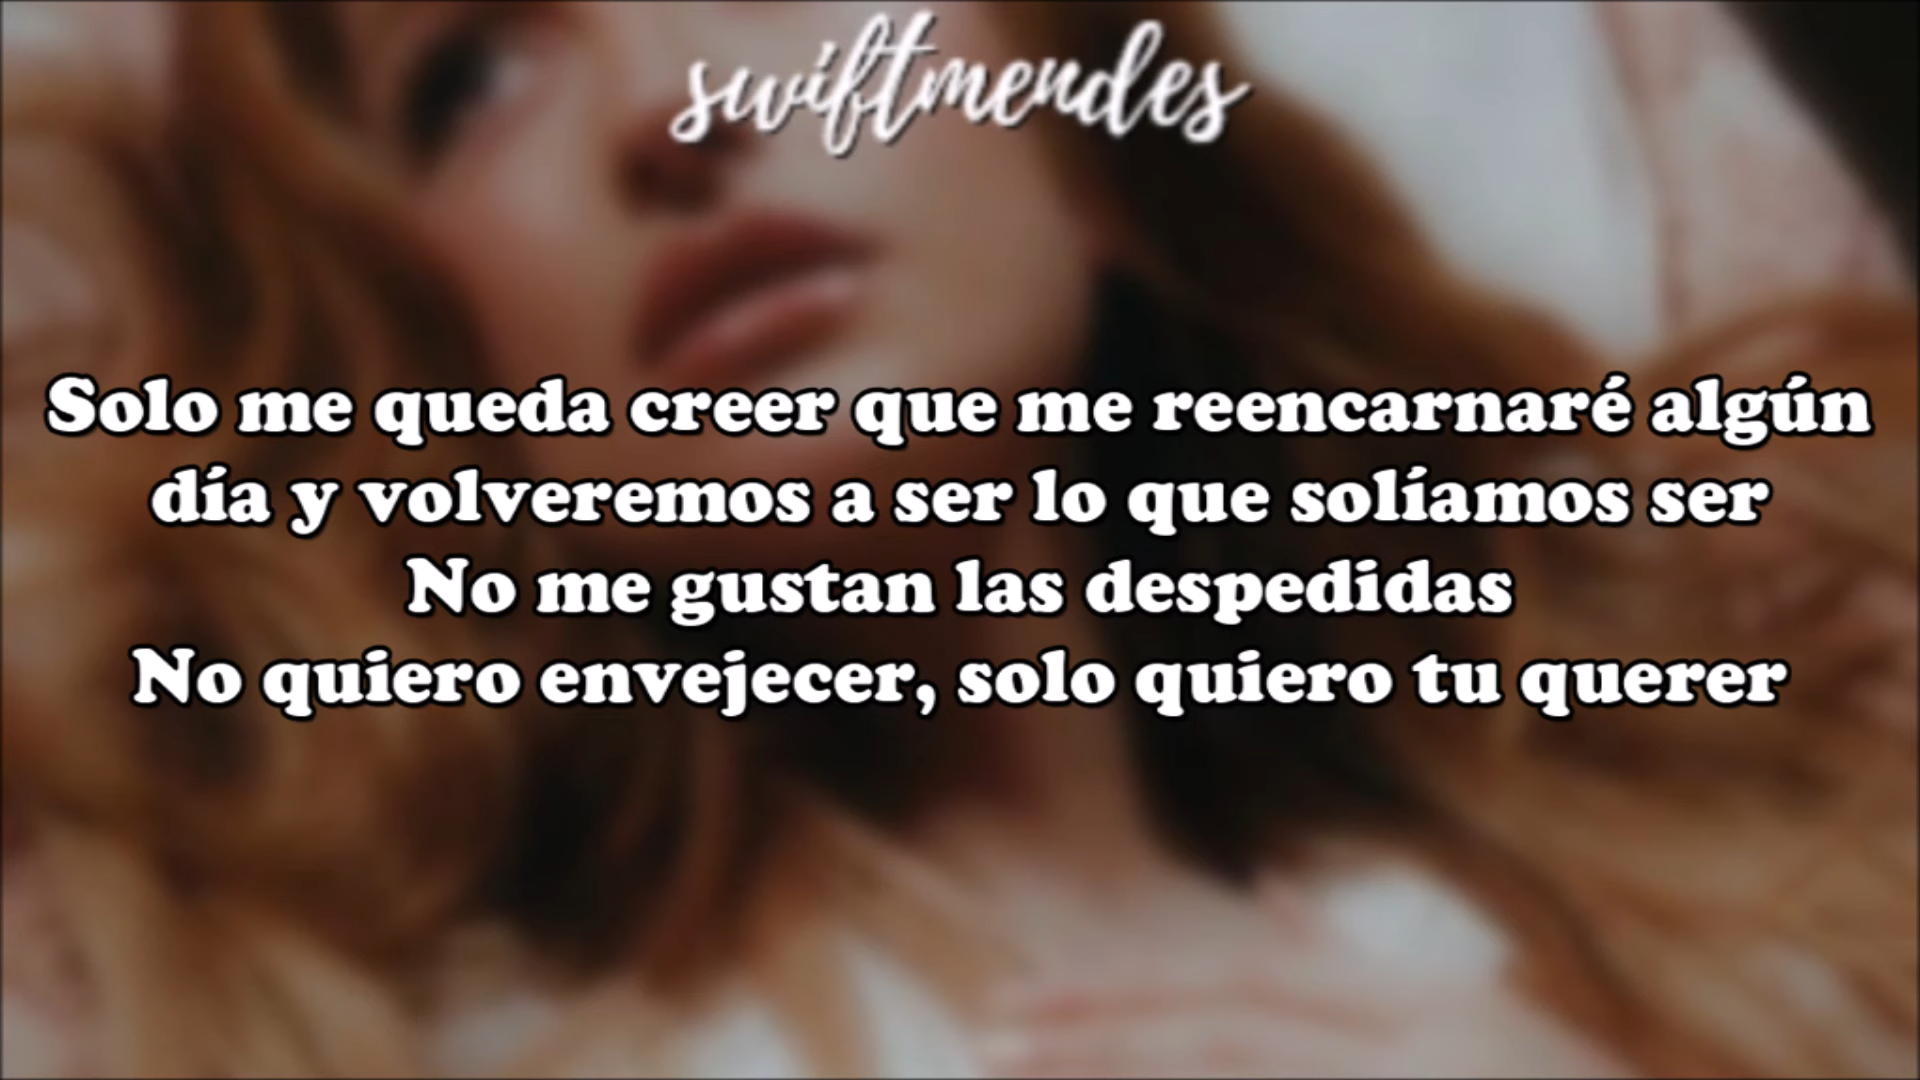 swiftmendes
Solo me queda creer que me reencarnaré algún
día y volveremos a ser lo que solíamos ser
No me gustan las despedidas
No quiero envejecer, solo quiero tu querer